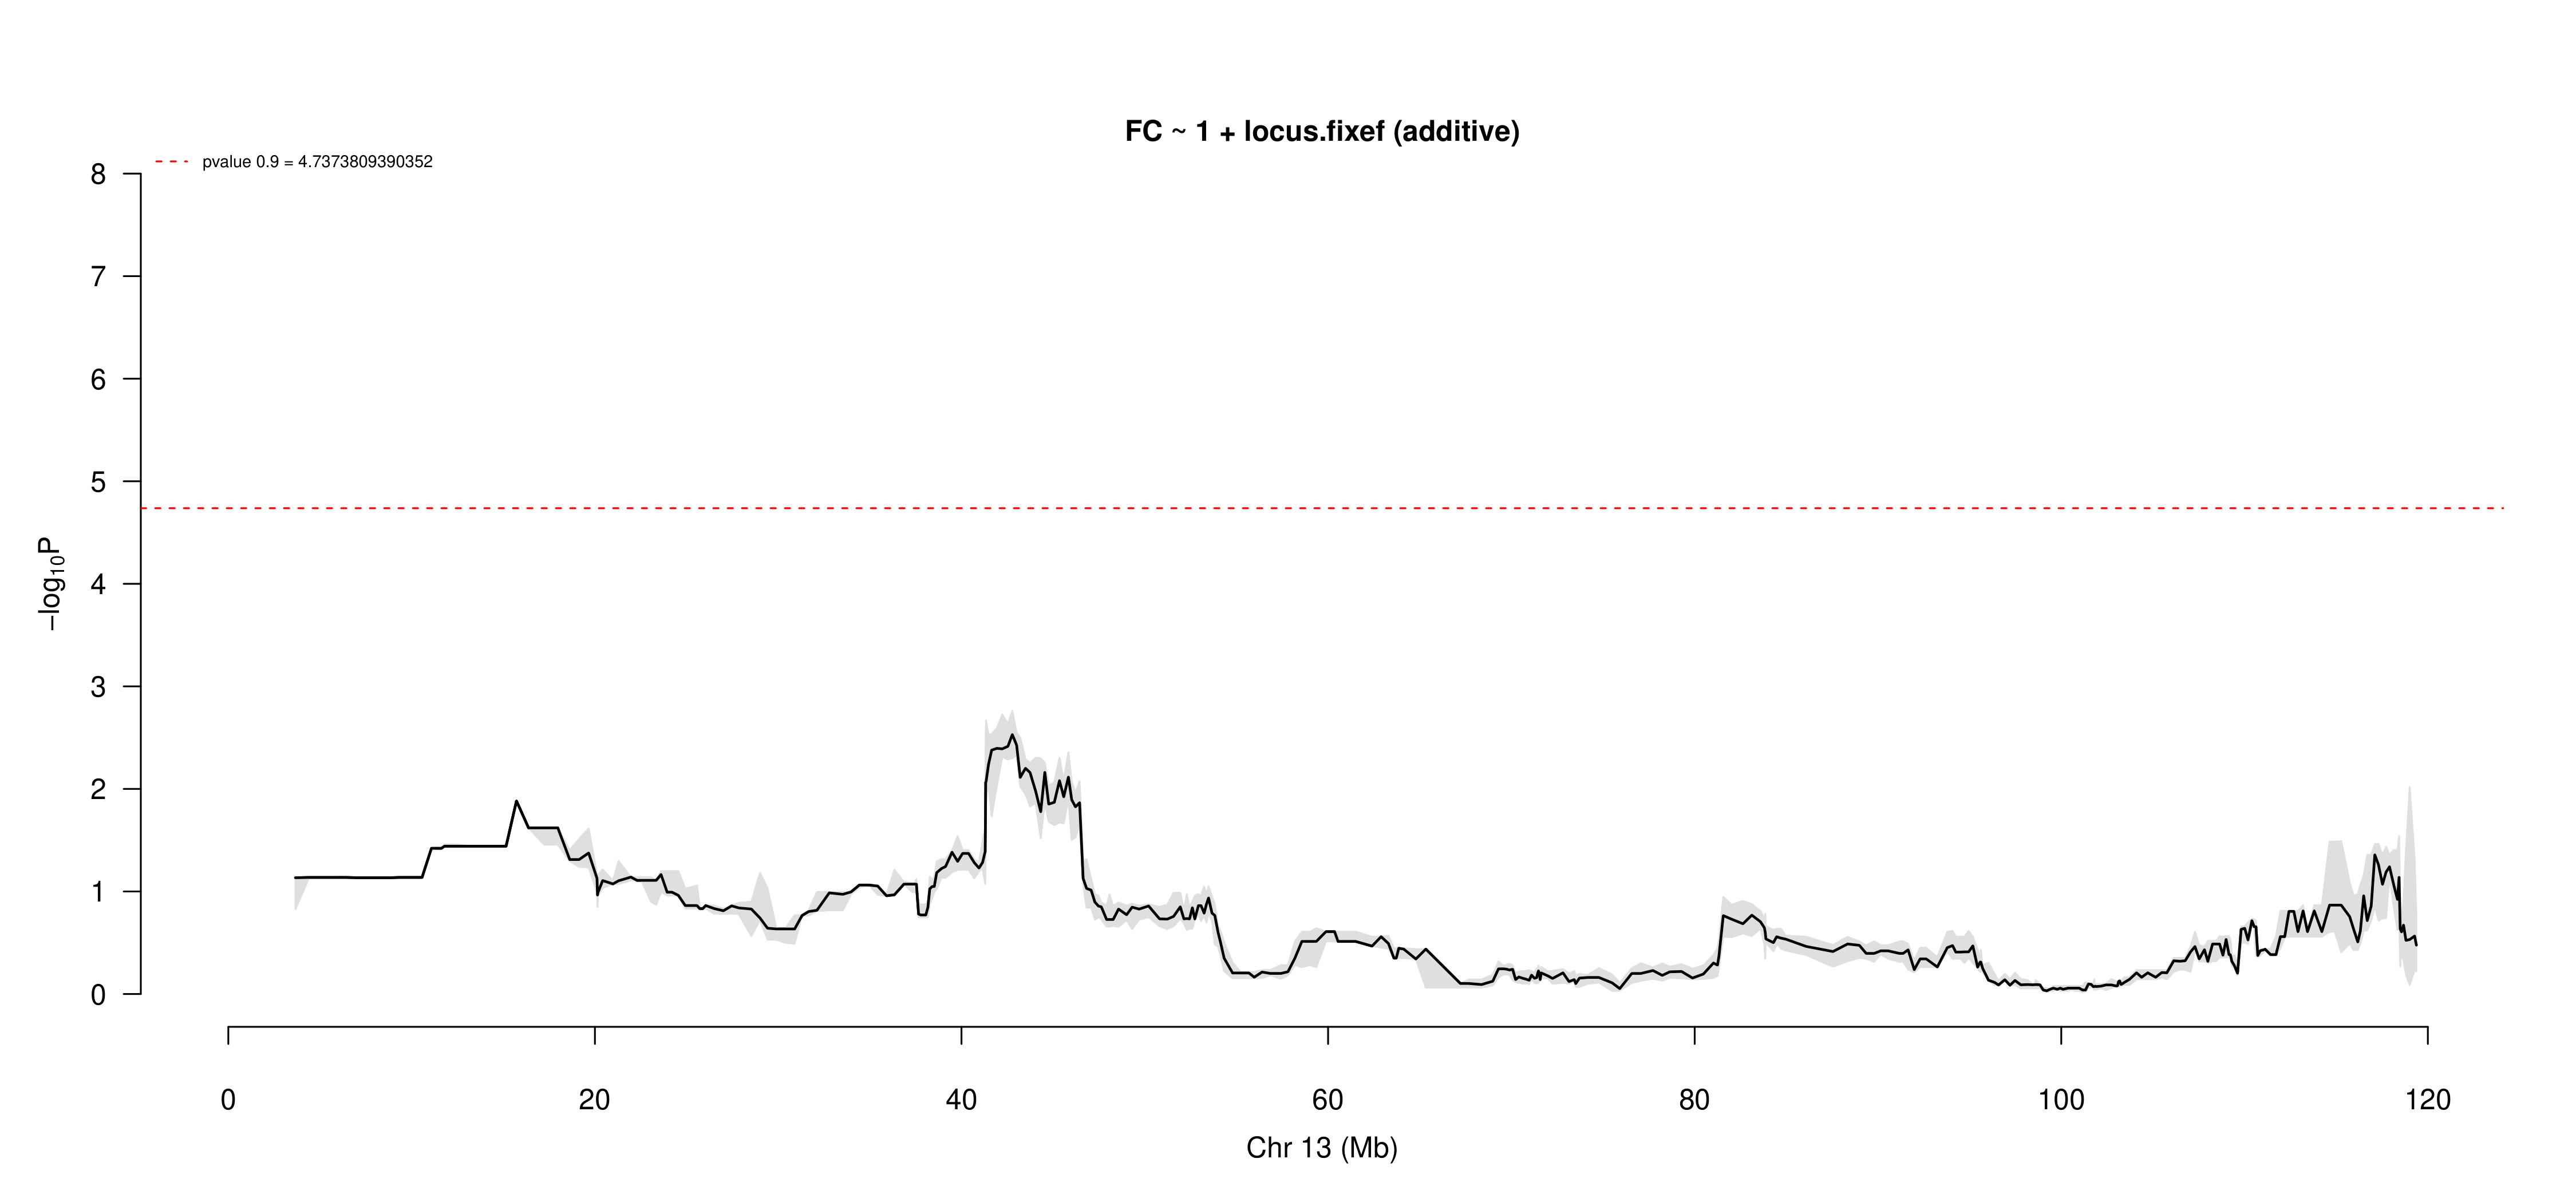 FC ~ 1 + locus.fixef (additive)
pvalue 0.9 = 4.7373809390352
8
7
6
5
4
3
2
1
0
−log10P
0 20 40 60 80 100 120
Chr 13 (Mb)